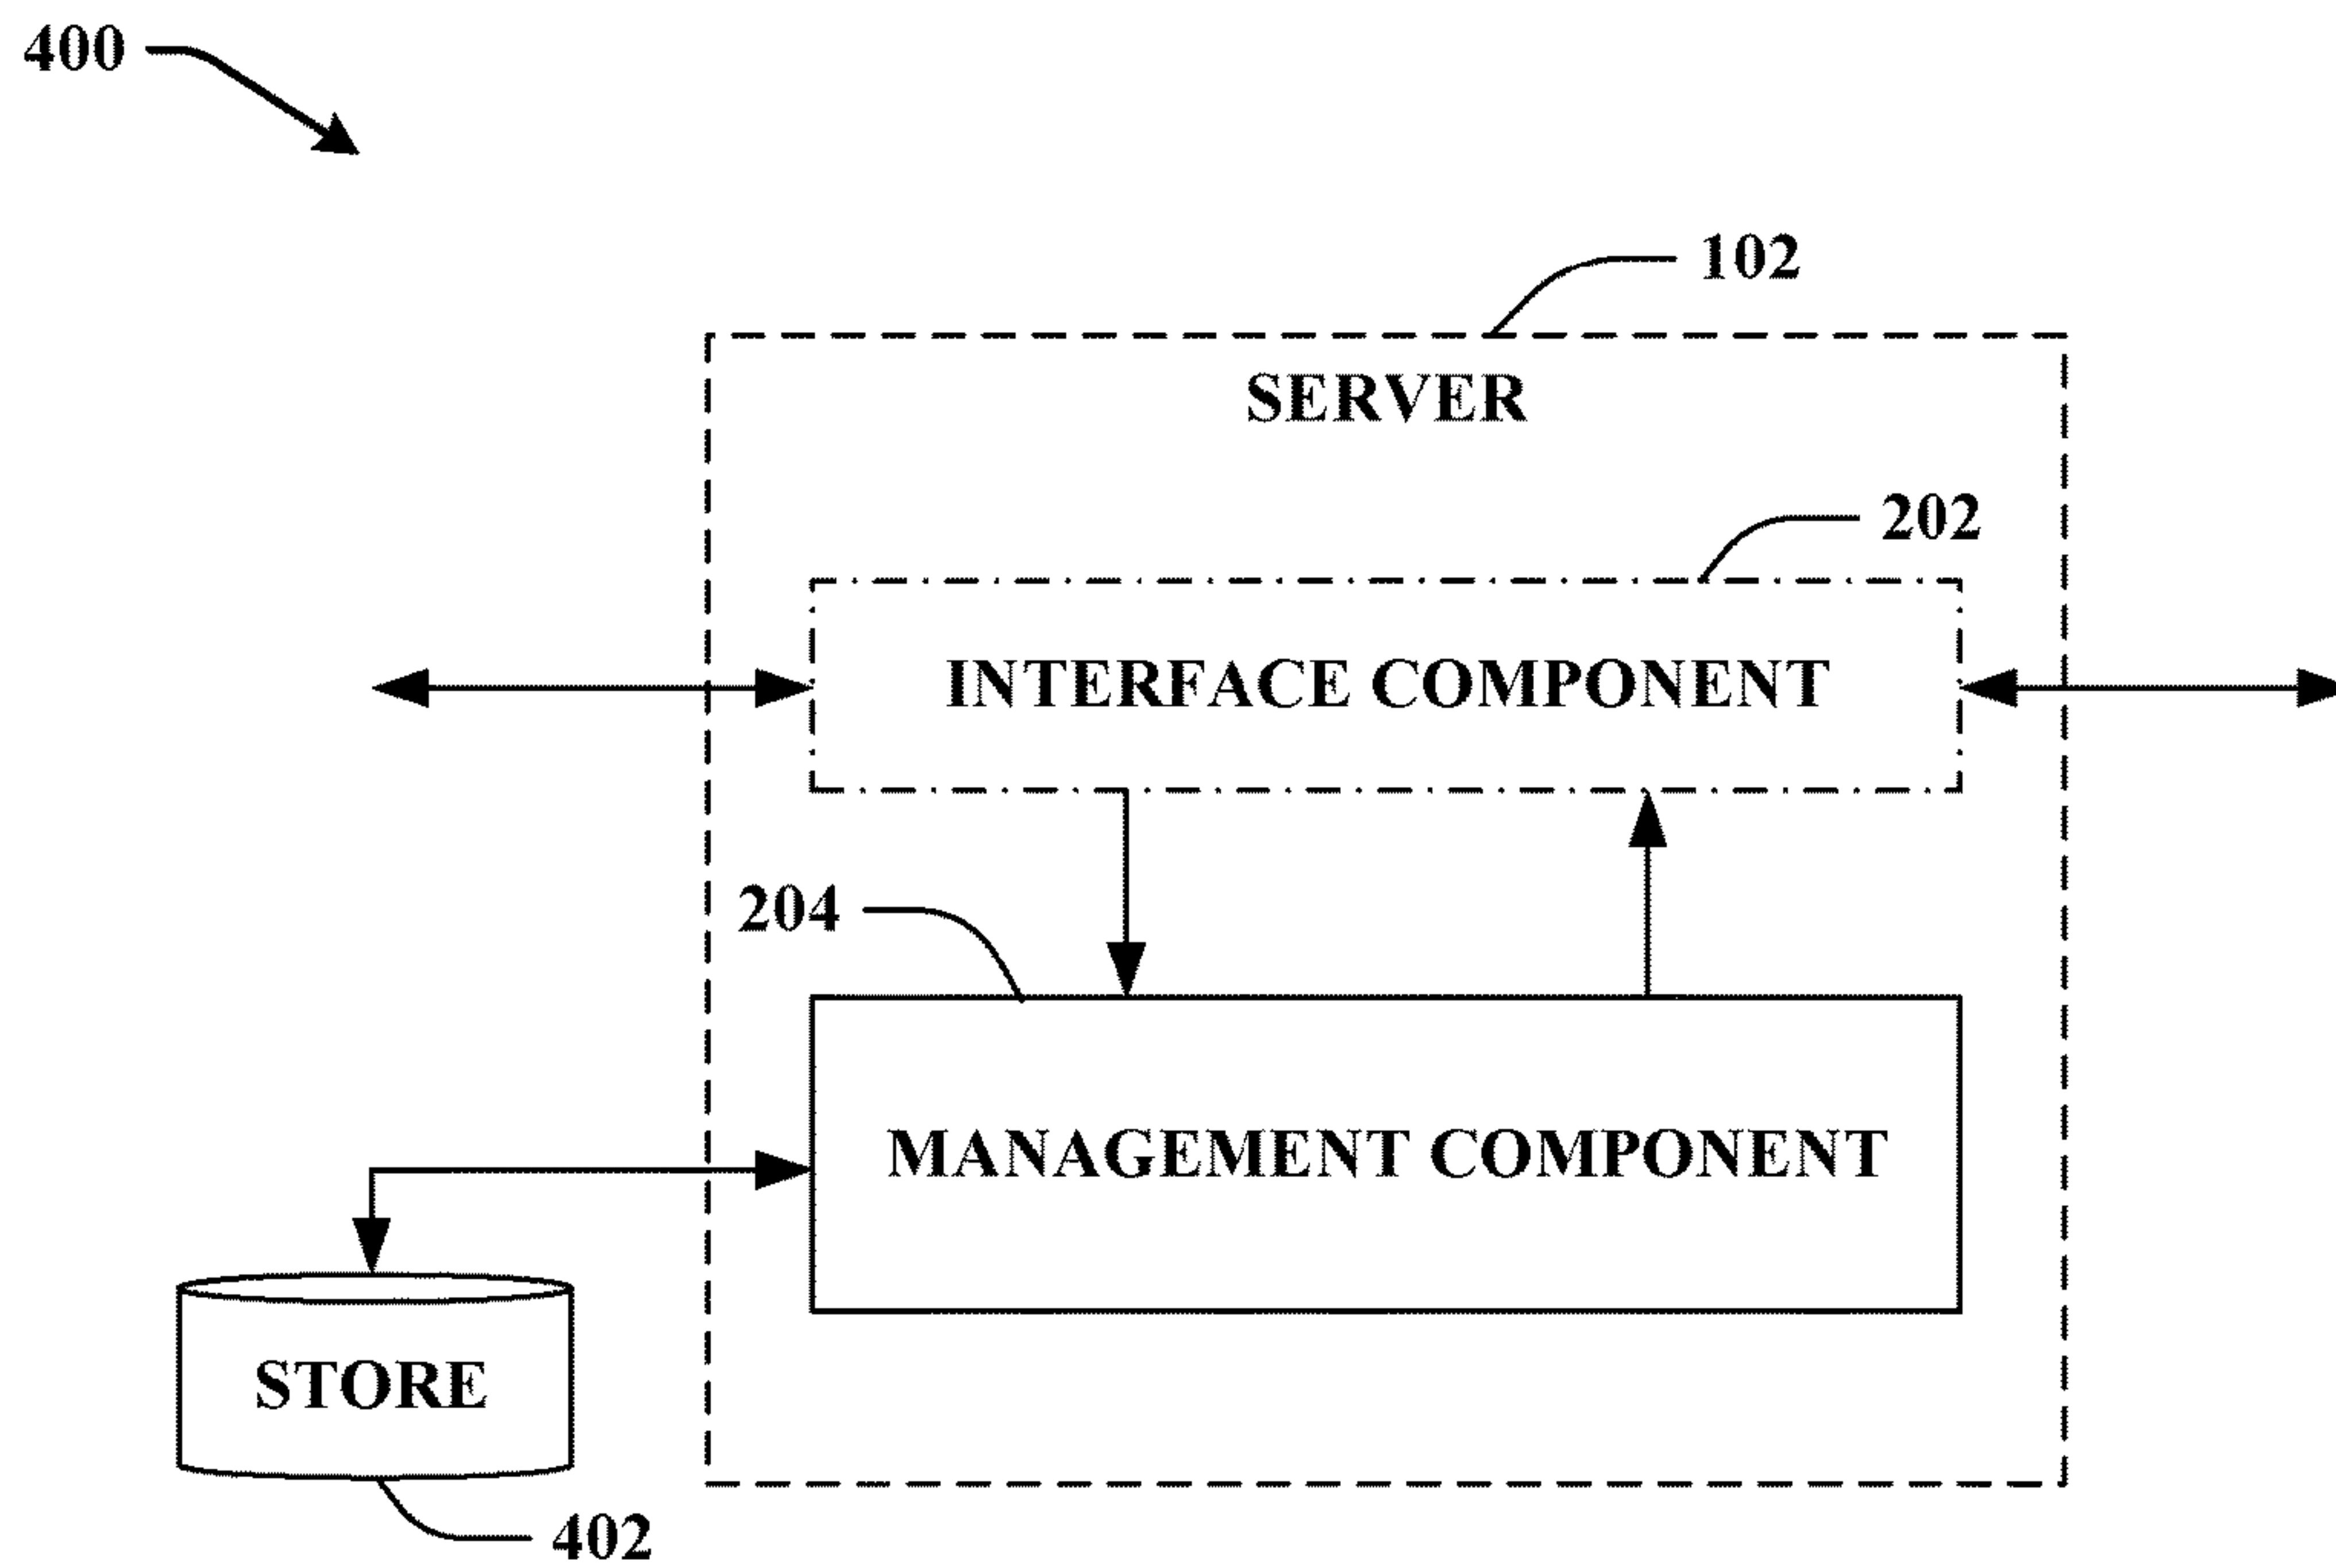 400
102
SERVER
202
INTERFACE COMPONENT
204
MANAGEMENT COMPONENT
STORE
402